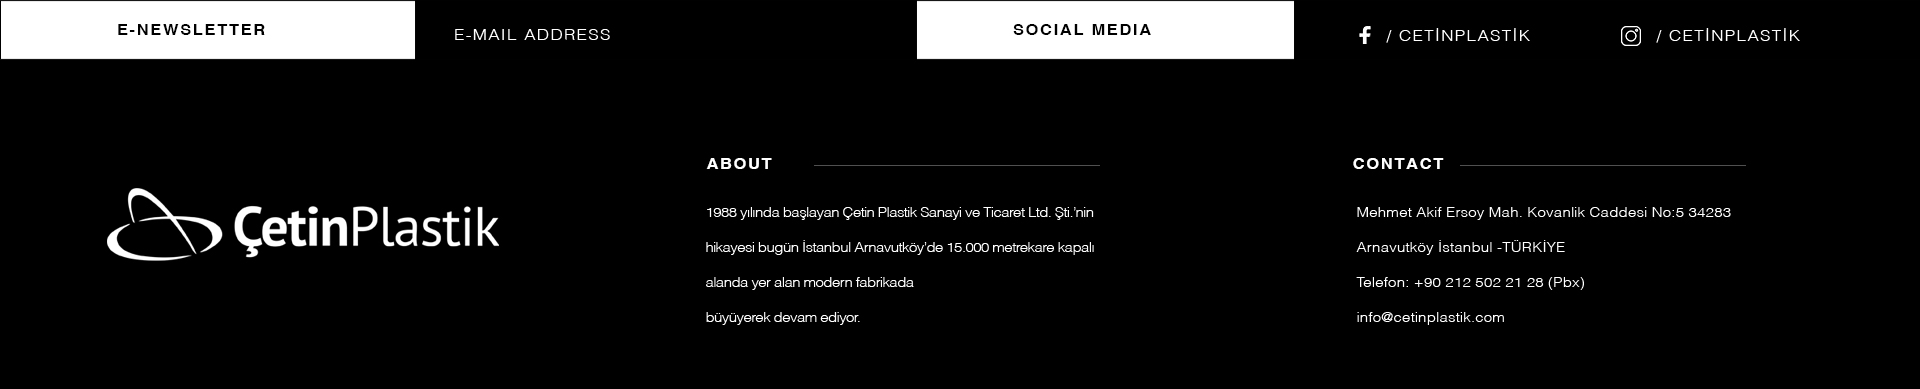 E-NEWSLETTER
E-MAIL ADDRESS
SOCIAL MEDIA
/ CETİNPLASTİK
/ CETİNPLASTİK
ÇetinPlastik
ABOUT
1988 yılında başlayan Çetin Plastik Sanayi ve Ticaret Ltd. Şti.'nin
hikayesi bugün İstanbul Arnavutköy'de 15.000 metrekare kapalı
alanda yer alan modern fabrikada
büyüyerek devam ediyor.
CONTACT
Mehmet Akif Ersoy Mah. Kovanlik Caddesi No:5 34283
Arnavutköy İstanbul -TÜRKİYE
Telefon: +90 212 502 21 28 (Pbx)
info@cetinplastik.com